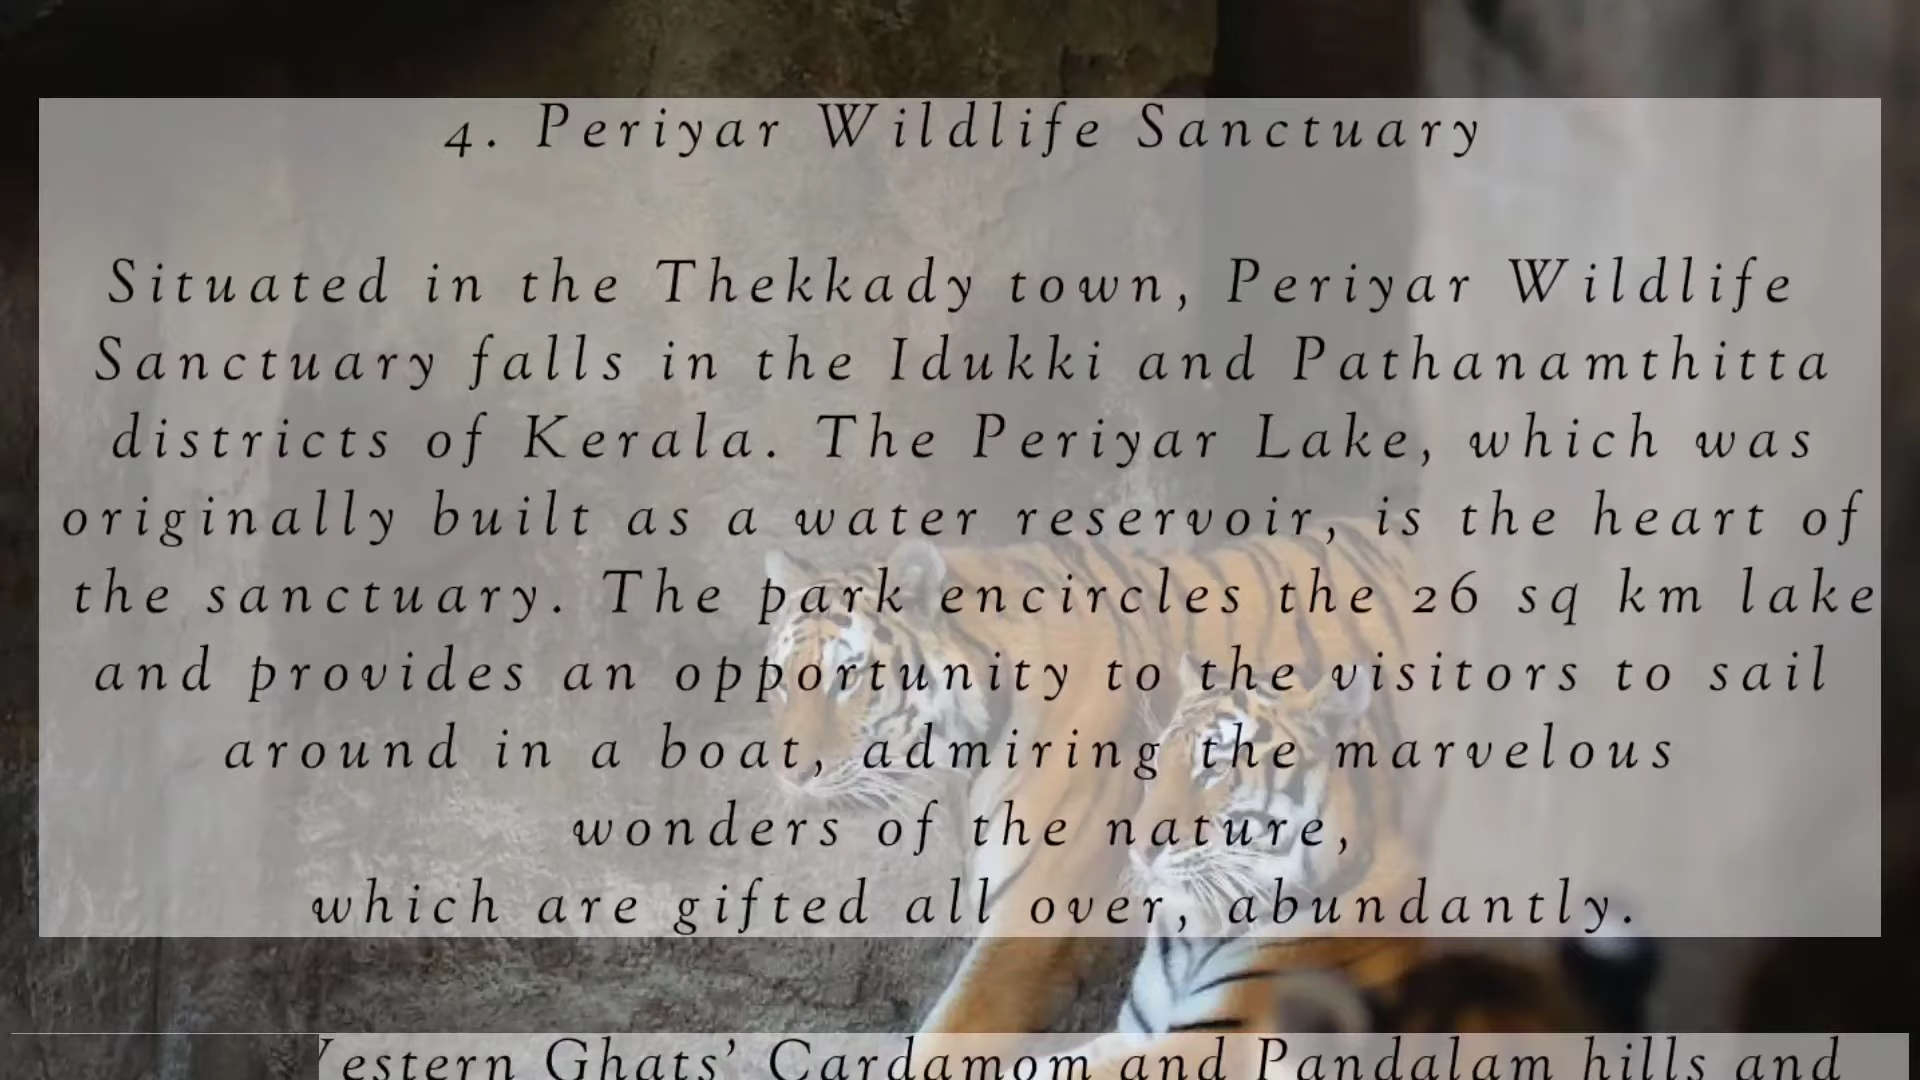 4. Periyar Wildlife Sanctuary
Situated in the Thekkady town, Periyar Wildlife
Sanctuary falls in the Idukki and Pathanamthitta
districts of Kerala. The Periyar Lake, which was
originally built as a water reservoir, is the heart of
the sanctuary. The park encircles the 26 sq km lake
and provides an opportunity to the visitors to sail
around in a boat, admiring the marvelous
wonders of the nature,
which are gifted all over, abundantly.
Ghats' Cardamom and Pandalam hills and